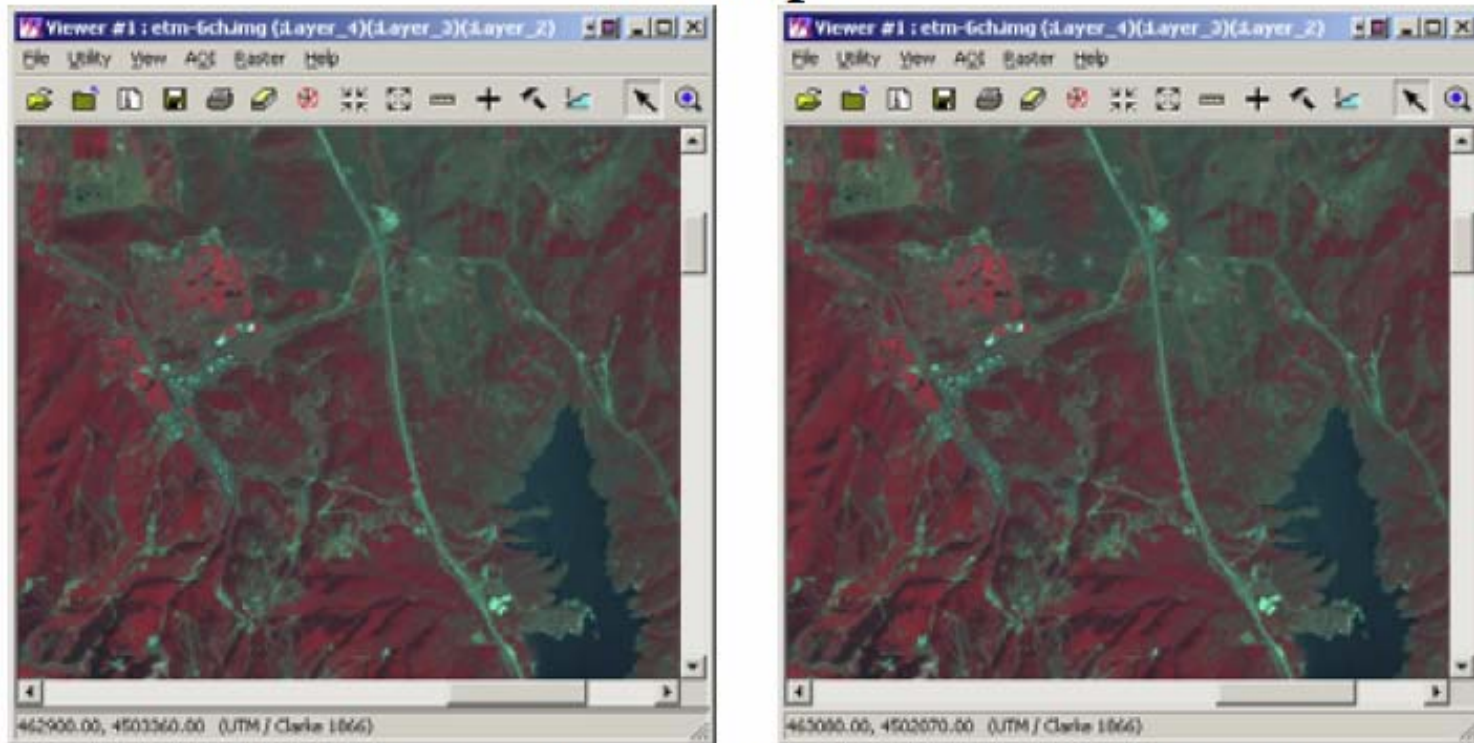 Viewer #1 : etm-6ch.img (:Layer_4)(:Layer_3)(:Layer_2)
File Utility View AOI Raster Help
462900.00, 4503360.00 (UTM / Clarke 1866)
Viewer #1 : etm-6ch.img (:Layer_4)(:Layer_3)(:Layer_2)
File Utility View AOI Raster Help
463080.00, 4502070.00 (UTM / Clarke 1866)